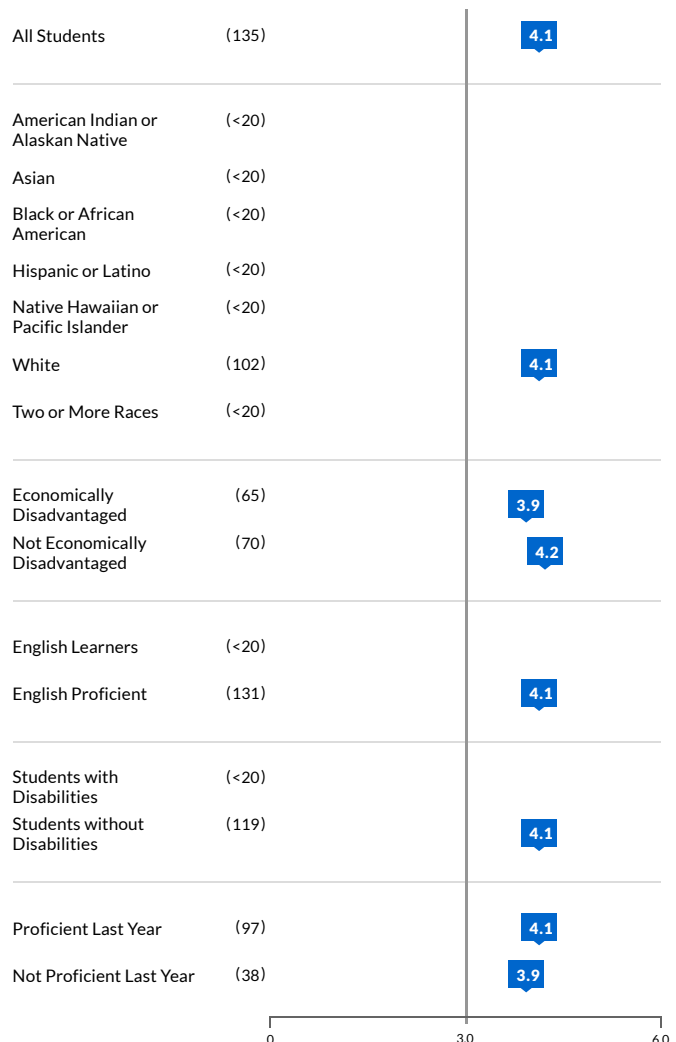 All Students (135) 4.1
American Indian or (<20)
Alaskan Native
Asian (<20)
Black or African (<20)
American
Hispanic or Latino (<20)
Native Hawaiian or (<20)
Pacific Islander
White (102) 4.1
Two or More Races (<20)
Economically (65) 3.9
Disadvantaged
Not Economically (70) 4.2
Disadvantaged
English Learners (<20)
English Proficient (131) 4.1
Students with (<20)
Disabilities
Students without (119) 4.1
Disabilities
Proficient Last Year (97) 4.1
Not Proficient Last Year (38) 3.9
0 3.0 6.0